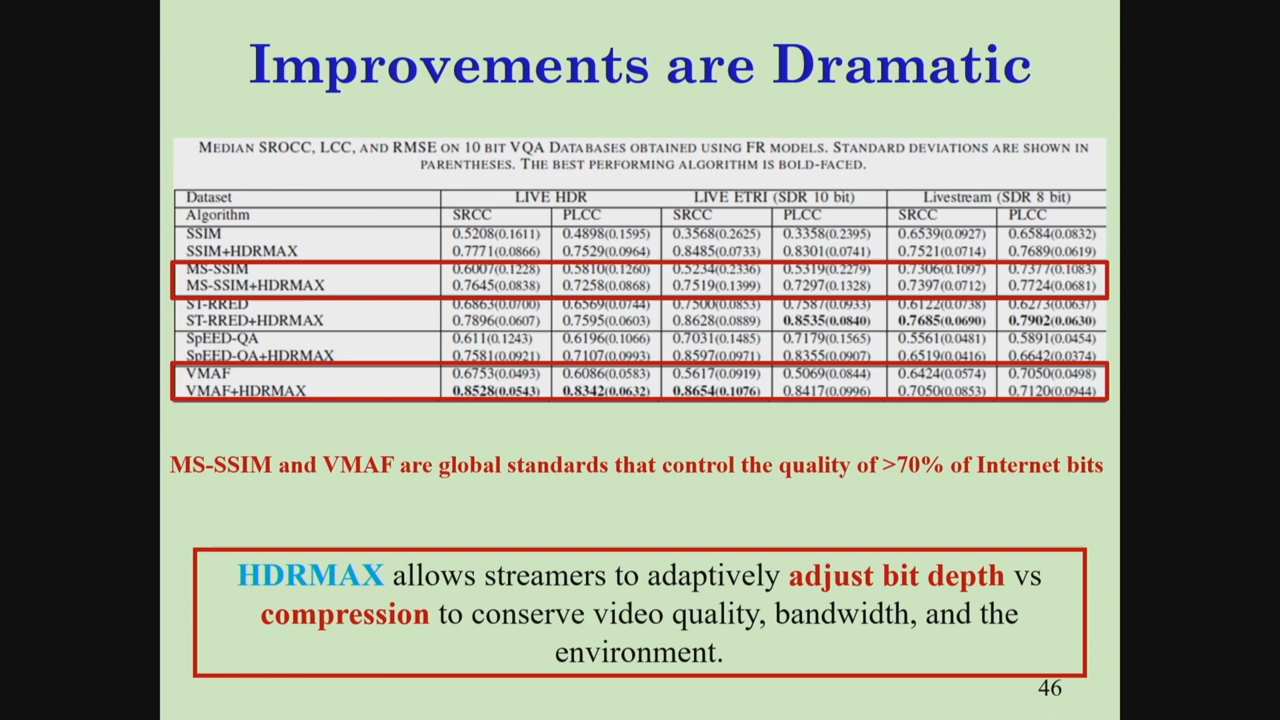 Improvements are Dramatic
MEDIAN SROCC, LCC, AND RMSE ON 10 BIT VQA DATABASES OBTAINED USING FR MODELS. STANDARD DEVIATIONS ARE SHOWN IN
PARENTHESES. THE BEST PERFORMING ALGORITHM IS BOLD-FACED.
Dataset LIVE HDR LIVE ETRI (SDR 10 bit) Livestream (SDR 8 bit)
Algorithm SRCC PLCC SRCC PLCC SRCC PLCC
SSIM 0.5208(0.1611) 0.4898(0.1595) 0.3568(0.2625) 0.3358(0.2395) 0.6539(0.0927) 0.6584(0.0832)
SSIM+HDRMAX 0.7771(0.0866) 0.7529(0.0964) 0.8485(0.0733) 0.8301(0.0741) 0.7521(0.0714) 0.7689(0.0619)
MS-SSIM 0.6007(0.1228) 0.5810(0.1260) 0.5234(0.2336) 0.5319(0.2279) 0.7306(0.1097) 0.7377(0.1083)
MS-SSIM+HDRMAX 0.7645(0.0838) 0.7258(0.0868) 0.7519(0.1399) 0.7297(0.1328) 0.7397(0.0712) 0.7724(0.0681)
ST-RRED 0.6863(0.0700) 0.6569(0.0744) 0.7500(0.0853) 0.7587(0.0933) 0.6122(0.0738) 0.6273(0.0637)
ST-RRED+HDRMAX 0.7896(0.0607) 0.7595(0.0603) 0.8628(0.0889) 0.8535(0.0840) 0.7685(0.0690) 0.7902(0.0630)
SpEED-QA 0.611(0.1243) 0.6196(0.1066) 0.7031(0.1485) 0.7179(0.1565) 0.5561(0.0481) 0.5891(0.0454)
SpEED-QA+HDRMAX 0.7581(0.0921) 0.7107(0.0993) 0.8597(0.0971) 0.8355(0.0907) 0.6519(0.0416) 0.6642(0.0374)
VMAF 0.6753(0.0493) 0.6086(0.0583) 0.5617(0.0919) 0.5069(0.0844) 0.6424(0.0574) 0.7050(0.0498)
VMAF+HDRMAX 0.8528(0.0543) 0.8342(0.0632) 0.8654(0.1076) 0.8417(0.0996) 0.7050(0.0853) 0.7120(0.0944)
MS-SSIM and VMAF are global standards that control the quality of >70% of Internet bits
HDRMAX allows streamers to adaptively adjust bit depth vs
compression to conserve video quality, bandwidth, and the
environment.
46